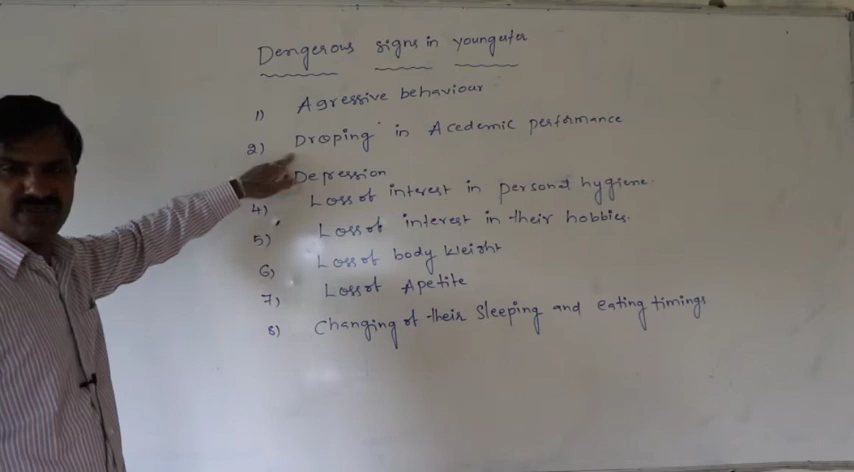 Dengerous signs in youngster
1) Agressive behaviour
2) Droping in Acedemic performance
Depression
4) Loss of interest in personal hygiene.
5) Loss of interest in their hobbies.
6) Loss of body
7) Loss of Apetite
8) Changing of their Sleeping and eating timings